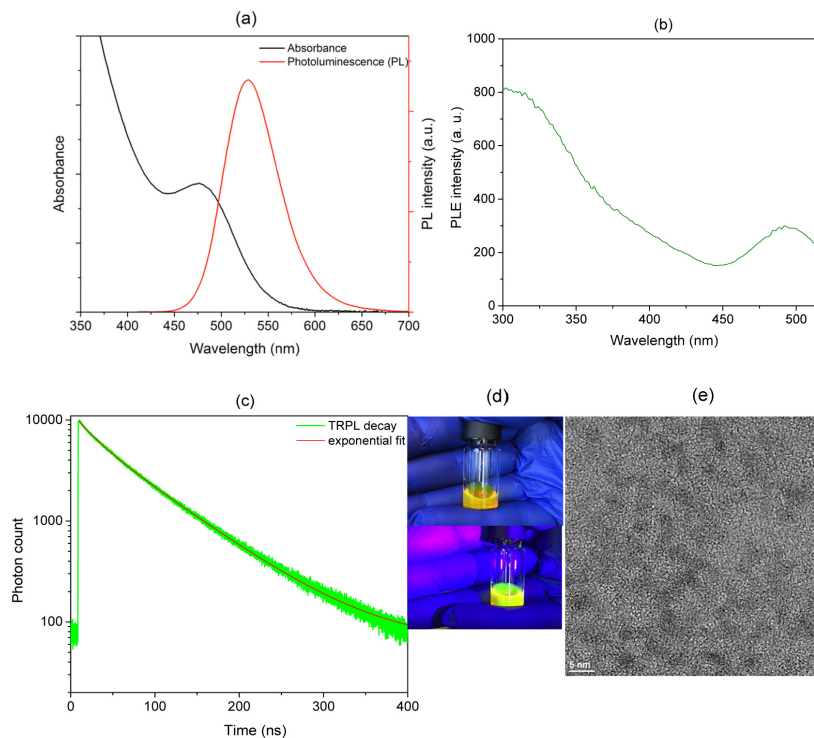 (a)
Absorbance
Photoluminescence (PL)
Absorbance
PL intensity (a.u.)
350 400 450 500 550 600 650 700
Wavelength (nm)
(b)
1000
800
600
400
200
0
PLE intensity (a. u.)
300 350 400 450 500
Wavelength (nm)
(c)
TRPL decay
exponential fit
10000
1000
100
Photon count
0 100 200 300 400
Time (ns)
(d)
(e)
5 nm